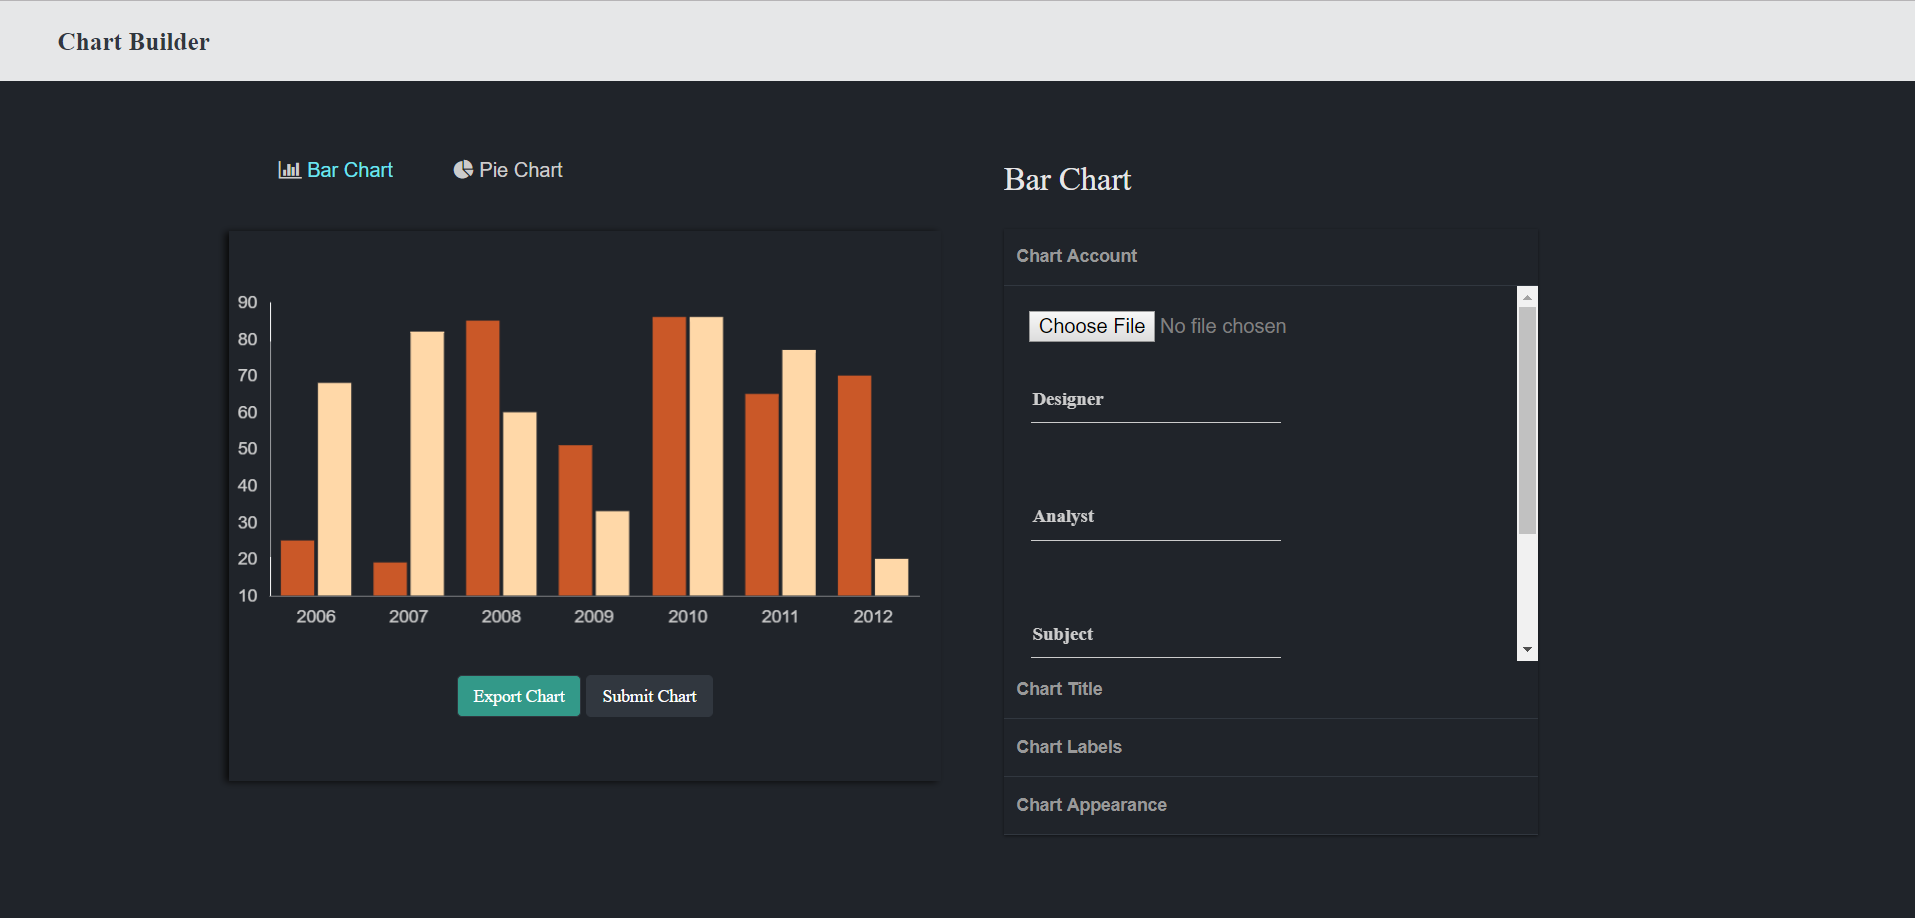 Chart Builder
Bar Chart
Pie Chart
90
80
70
60
50
40
30
20
10
2006 2007 2008 2009 2010 2011 2012
Export Chart
Submit Chart
Bar Chart
Chart Account
Choose File No file chosen
Designer
Analyst
Subject
Chart Title
Chart Labels
Chart Appearance